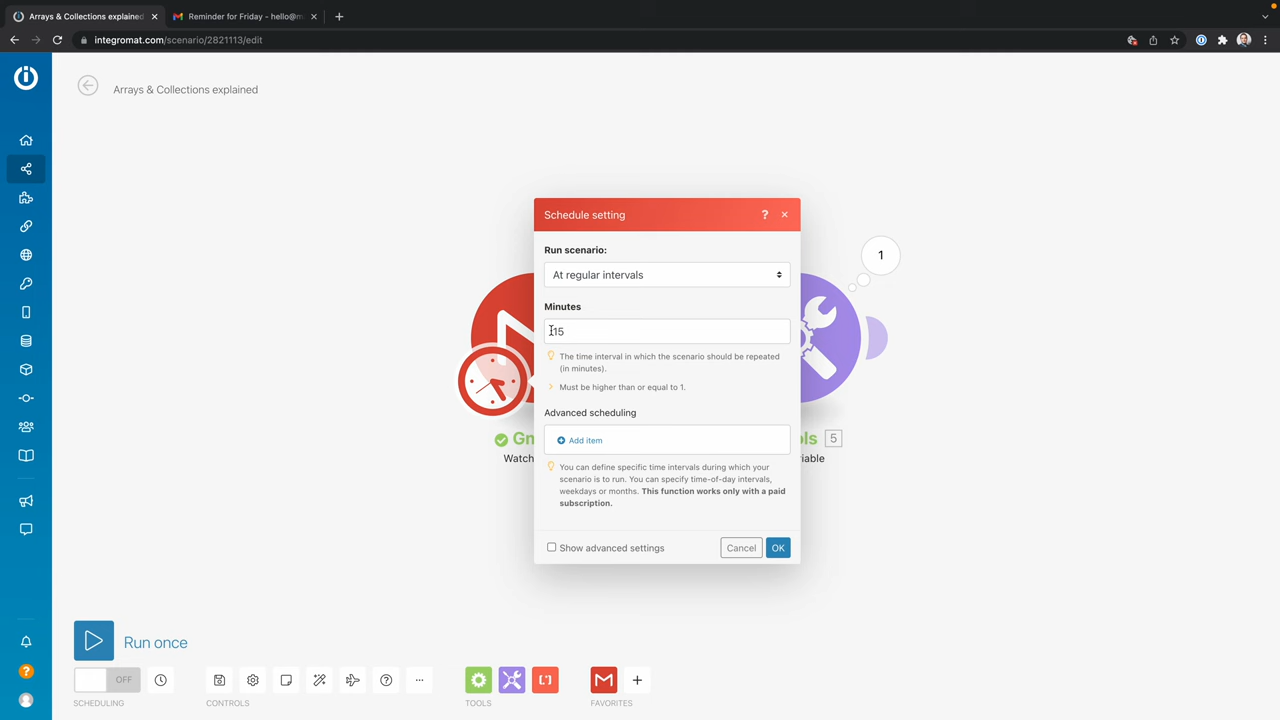 Arrays & Collections explained
Reminder for Friday - hello@m
integromat.com/scenario/2821113/edit
Arrays & Collections explained
Schedule setting
?
Run scenario:
At regular intervals
1
Minutes
15
The time interval in which the scenario should be repeated
(in minutes).
Must be higher than or equal to 1.
Advanced scheduling
Add item
Gm
ols
5
Watch
iable
You can define specific time intervals during which your
scenario is to run. You can specify time-of-day intervals,
weekdays or months. This function works only with a paid
subscription.
Show advanced settings
Cancel
OK
Run once
OFF
SCHEDULING
CONTROLS
TOOLS
FAVORITES